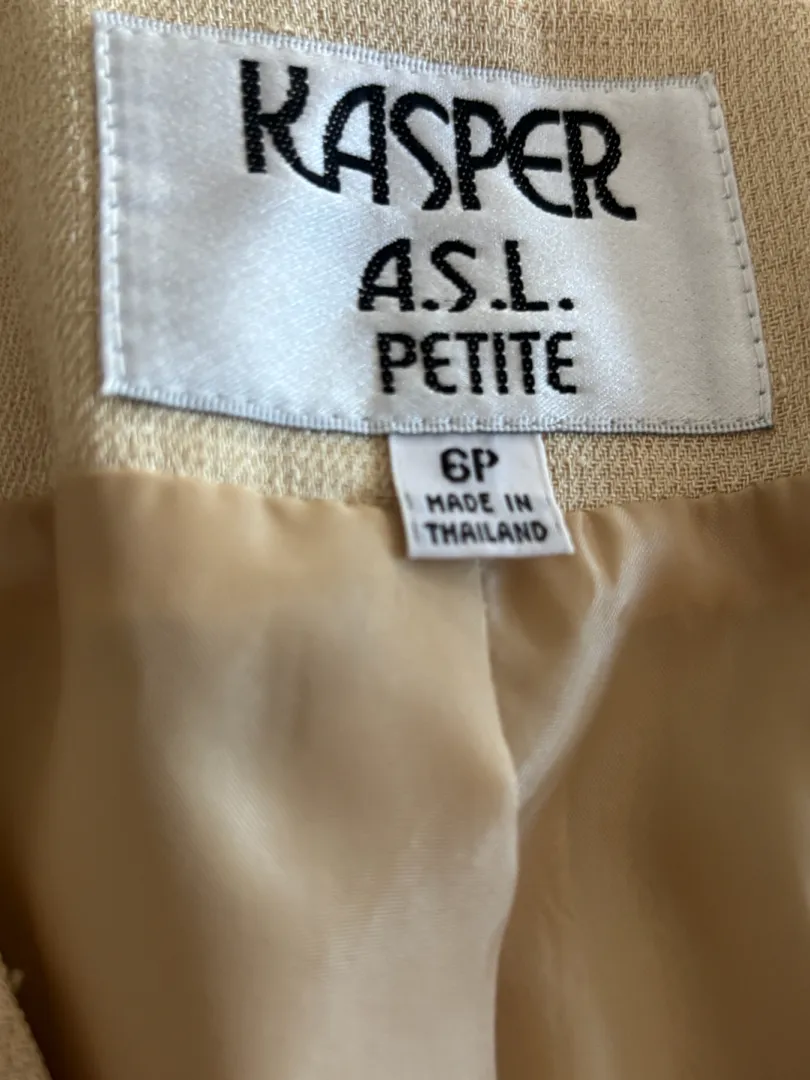 KASPER
A.S.L.
PETITE
6P
MADE IN
THAILAND